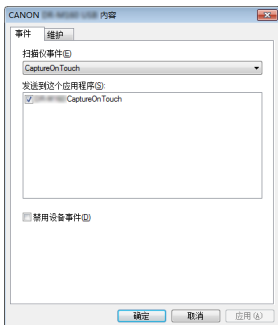 CANON 内容
事件 维护
扫描仪事件(E)
CaptureOnTouch
发送到这个应用程序(S):
CaptureOnTouch
禁用设备事件(D)
确定 取消 应用(A)